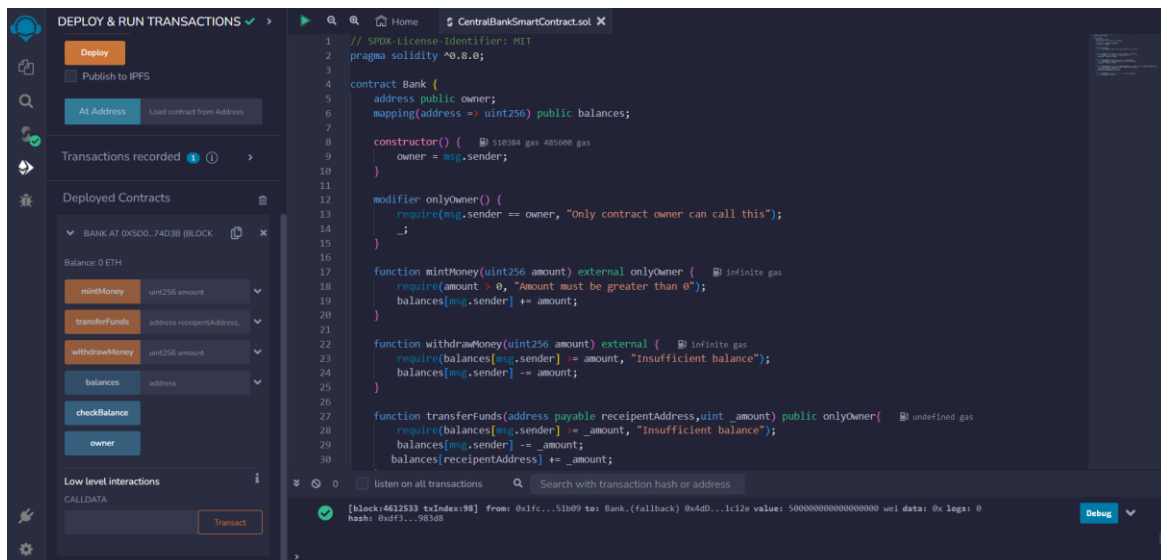 DEPLOY & RUN TRANSACTIONS
Deploy
Publish to IPFS
At Address Load contract from Address
Transactions recorded 1 i
Deployed Contracts
BANK AT 0X5D0...74D3B (BLOCK
Balance: 0 ETH
mintMoney uint256 amount
transferFunds address receipentAddress,
withdrawMoney uint256 amount
balances address
checkBalance
owner
Low level interactions i
CALLDATA
Transact
Home CentralBankSmartContract.sol
1 // SPDX-License-Identifier: MIT
2 pragma solidity ^0.8.0;
3
4 contract Bank {
5 address public owner;
6 mapping(address => uint256) public balances;
7
8 constructor() { 510384 gas 485600 gas
9 owner = msg.sender;
10 }
11
12 modifier onlyOwner() {
13 require(msg.sender == owner, "Only contract owner can call this");
14 _;
15 }
16
17 function mintMoney(uint256 amount) external onlyOwner { infinite gas
18 require(amount > 0, "Amount must be greater than 0");
19 balances[msg.sender] += amount;
20 }
21
22 function withdrawMoney(uint256 amount) external { infinite gas
23 require(balances[msg.sender] >= amount, "Insufficient balance");
24 balances[msg.sender] -= amount;
25 }
26
27 function transferFunds(address payable receipentAddress,uint _amount) public onlyOwner{ undefined gas
28 require(balances[msg.sender] >= _amount, "Insufficient balance");
29 balances[msg.sender] -= _amount;
30 balances[receipentAddress] += _amount;
0 listen on all transactions Search with transaction hash or address
[block:4612533 txIndex:98] from: 0x1fc...51b09 to: Bank.(fallback) 0x4dD...1c12e value: 500000000000000000 wei data: 0x logs: 0
hash: 0xdf3...983d8
Debug
>